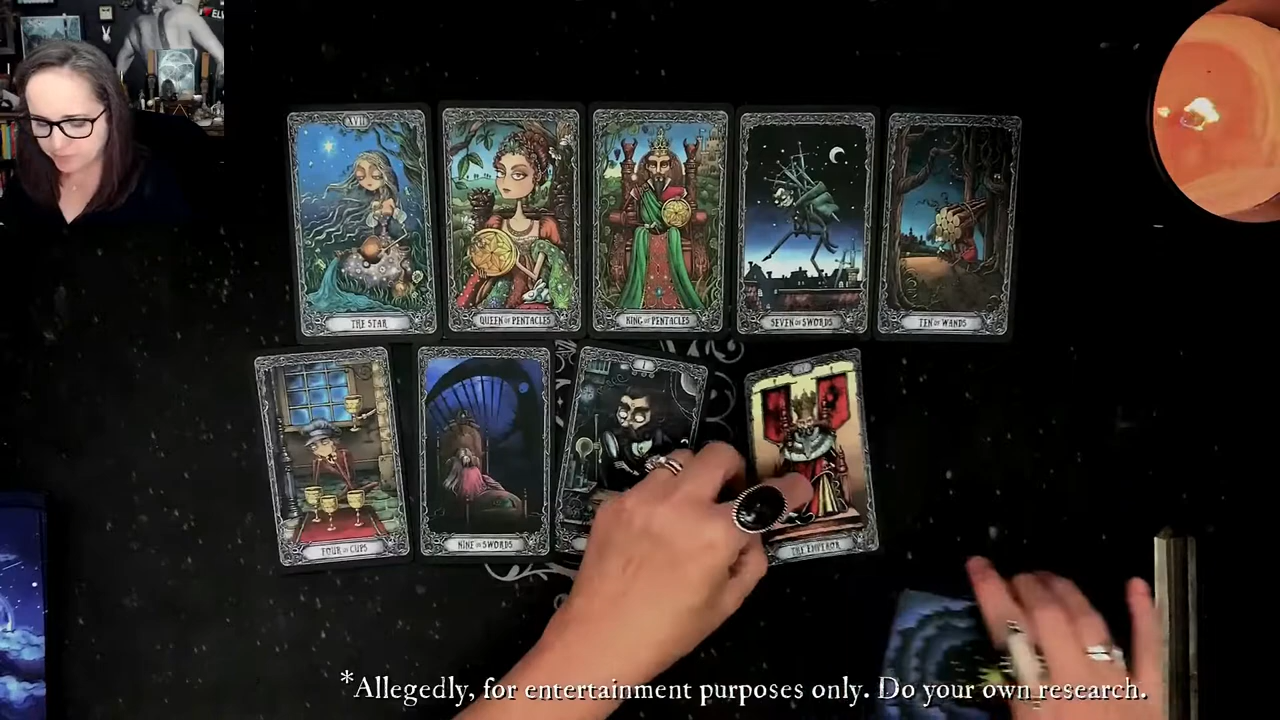 XVII
THE STAR
QUEEN OF PENTACLES
KING OF PENTACLES
SEVEN OF SWORDS
TEN OF WANDS
FOUR OF CUPS
NINE OF SWORDS
I
THE EMPEROR
*Allegedly, for entertainment purposes only. Do your own research.